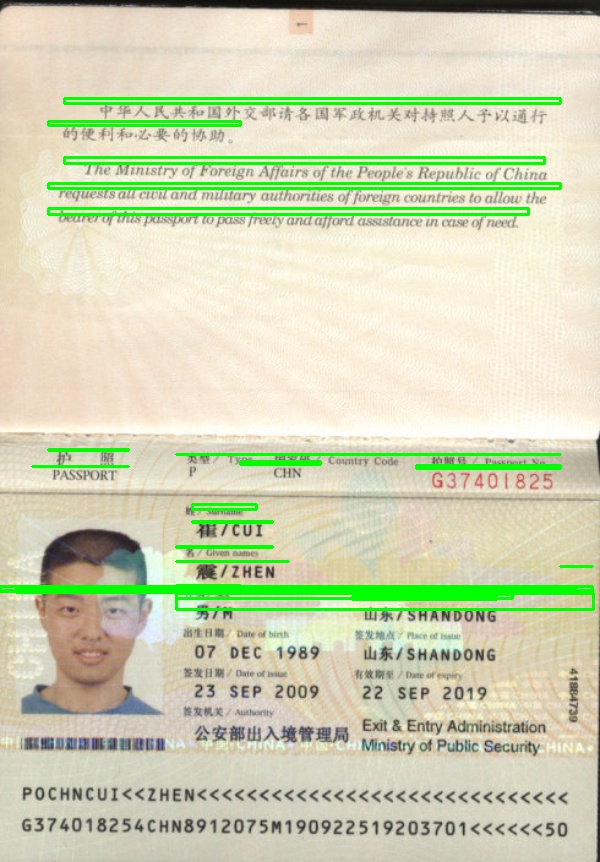 1
中华人民共和国外交部请各国军政机关对持照人予以通行
的便利和必要的协助。
The Ministry of Foreign Affairs of the People's Republic of China
requests all civil and military authorities of foreign countries to allow the
bearer of this passport to pass freely and afford assistance in case of need.
护 照 类型 / Type 国家码 / Country Code 护照号 / Passport No
PASSPORT P CHN G37401825
姓 / Surname
崔/CUI
名 / Given names
震/ZHEN
男/M 山东/SHANDONG
出生日期 / Date of birth 签发地点 / Place of issue
07 DEC 1989 山东/SHANDONG
签发日期 / Date of issue 有效期至 / Date of expiry
23 SEP 2009 22 SEP 2019
签发机关 / Authority
公安部出入境管理局 Exit & Entry Administration
Ministry of Public Security
41884739
中国·CHINA
POCHNCUI<<ZHEN<<<<<<<<<<<<<<<<<<<<<<<<<<<<<<
G374018254CHN8912075M190922519203701<<<<<<50